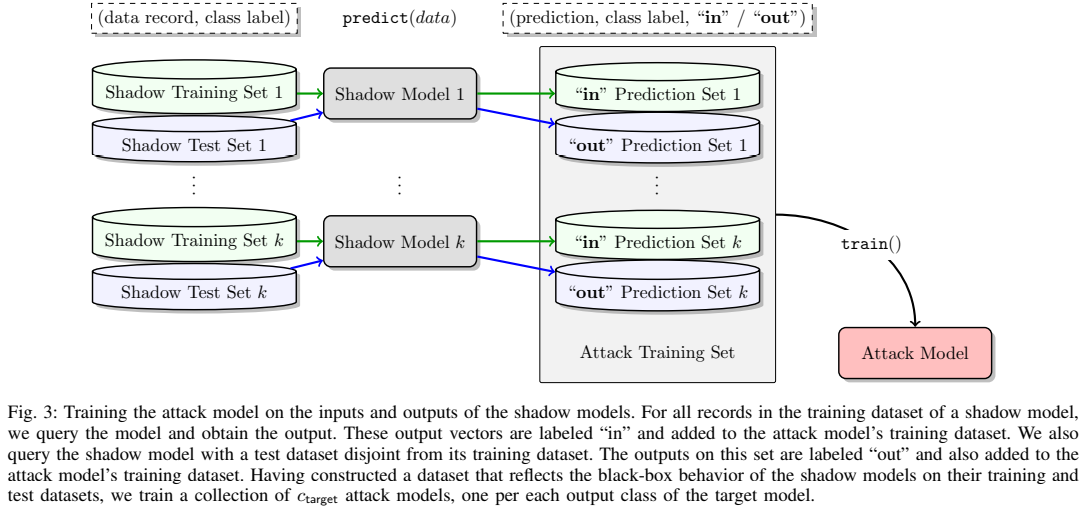 (data record, class label) predict(data) (prediction, class label, “in” / “out”)
Shadow Training Set 1 Shadow Model 1 “in” Prediction Set 1
Shadow Test Set 1 “out” Prediction Set 1
⋮ ⋮ ⋮
Shadow Training Set k Shadow Model k “in” Prediction Set k
train()
Shadow Test Set k “out” Prediction Set k
Attack Training Set Attack Model
Fig. 3: Training the attack model on the inputs and outputs of the shadow models. For all records in the training dataset of a shadow model,
we query the model and obtain the output. These output vectors are labeled “in” and added to the attack model’s training dataset. We also
query the shadow model with a test dataset disjoint from its training dataset. The outputs on this set are labeled “out” and also added to the
attack model’s training dataset. Having constructed a dataset that reflects the black-box behavior of the shadow models on their training and
test datasets, we train a collection of c_target attack models, one per each output class of the target model.